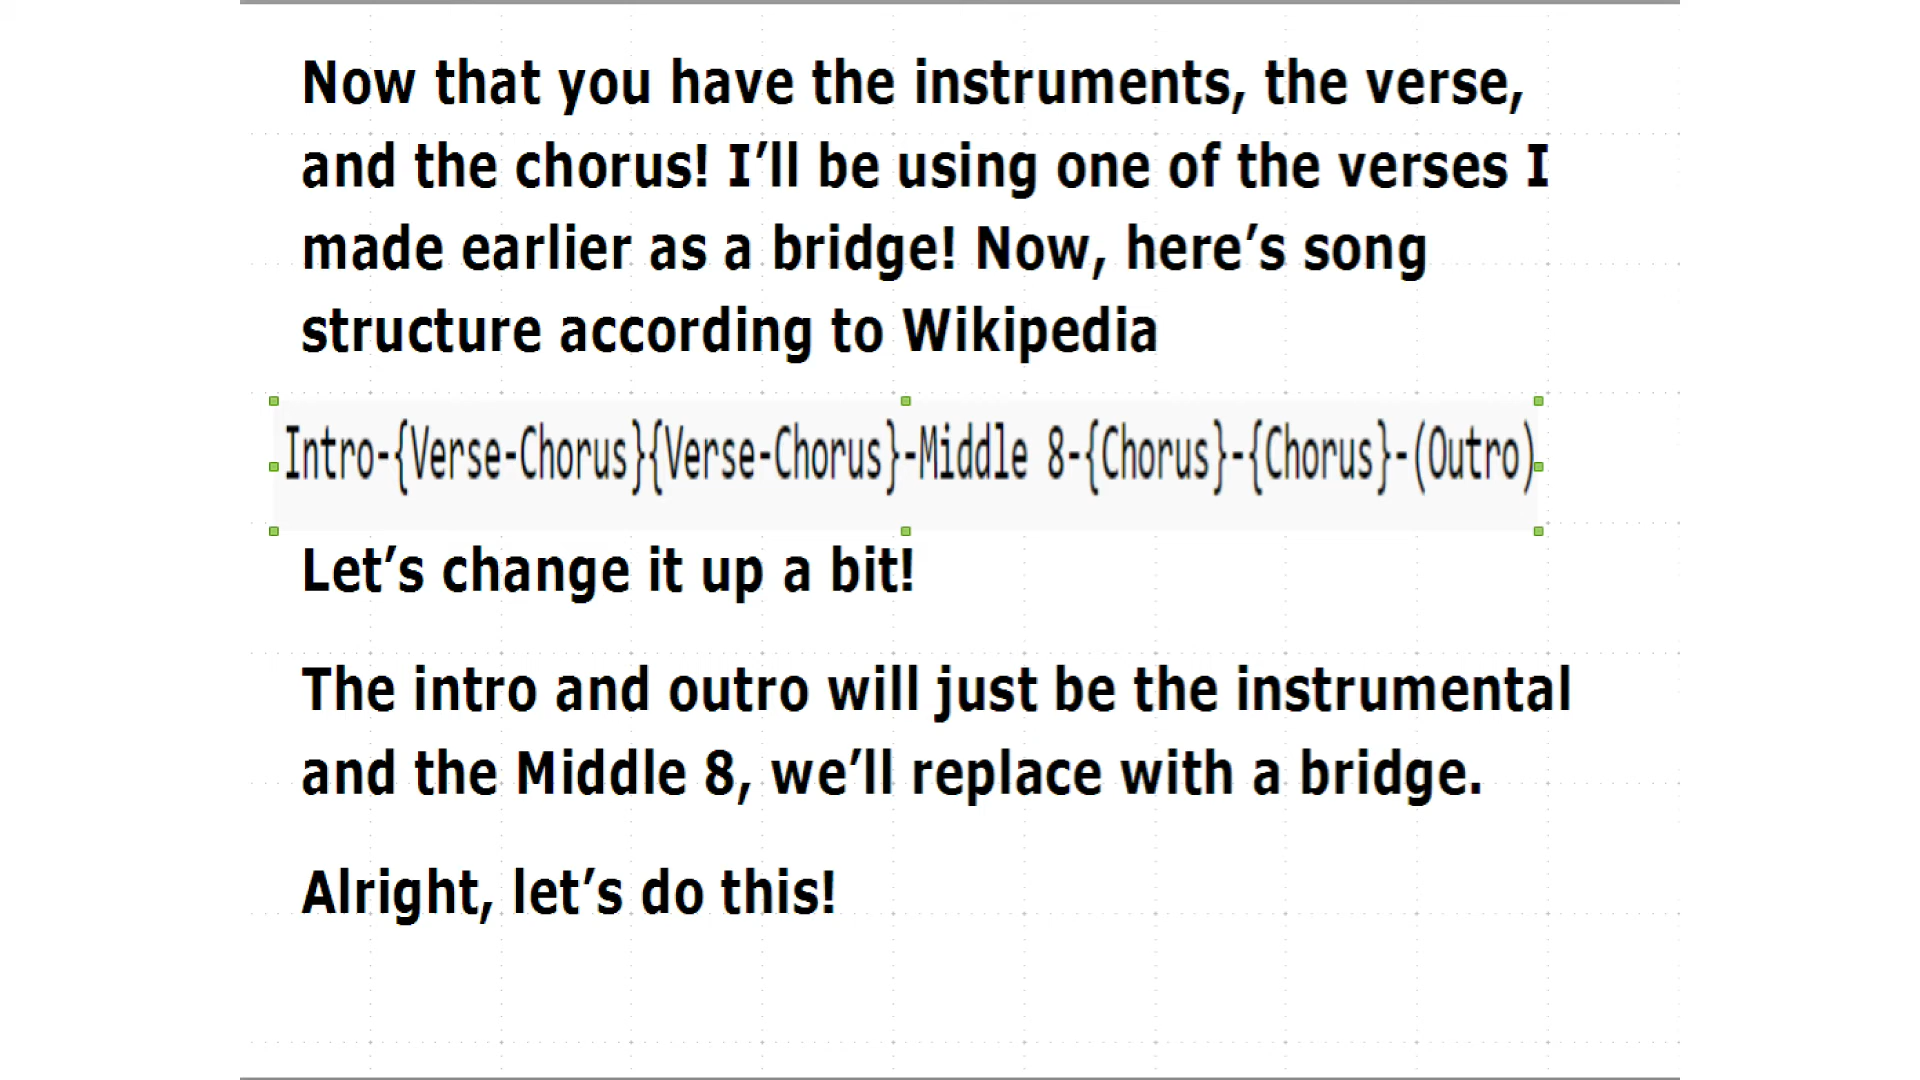 Now that you have the instruments, the verse,
and the chorus! I’ll be using one of the verses I
made earlier as a bridge! Now, here’s song
structure according to Wikipedia
Intro-{Verse-Chorus}{Verse-Chorus}-Middle 8-{Chorus}-{Chorus}-(Outro)
Let’s change it up a bit!
The intro and outro will just be the instrumental
and the Middle 8, we’ll replace with a bridge.
Alright, let’s do this!